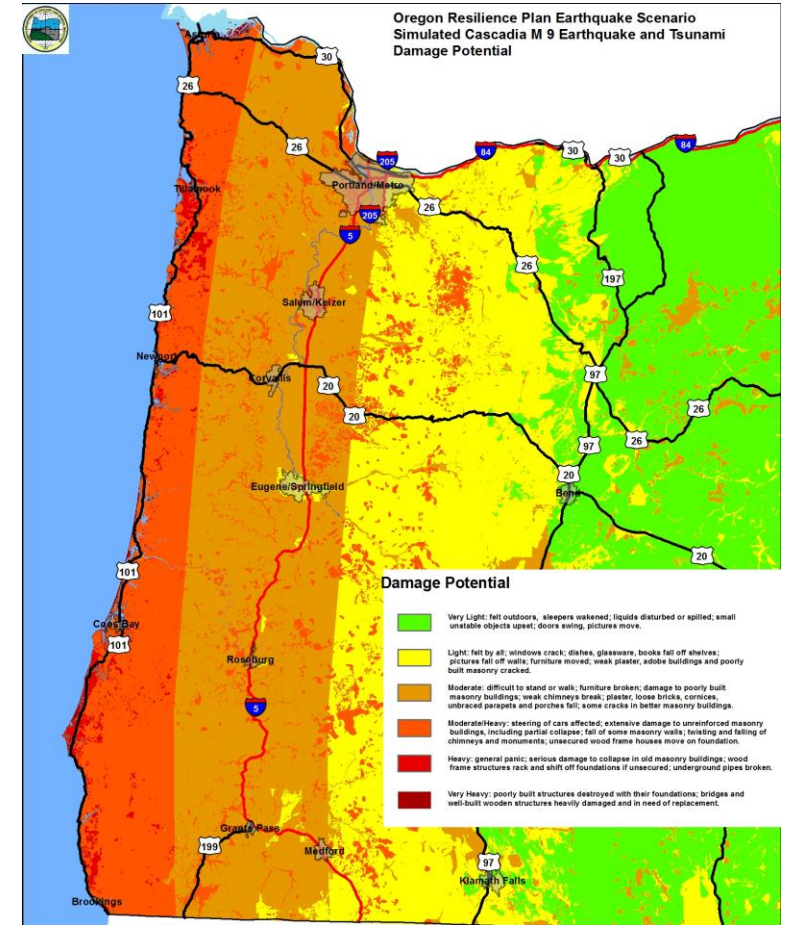 Oregon Resilience Plan Earthquake Scenario
Simulated Cascadia M 9 Earthquake and Tsunami
Damage Potential
Astoria
30
26
26
205
84
30
30
84
Tillamook
Portland/Metro
205
26
5
26
197
Salem/Keizer
101
Newport
Corvallis
20
20
97
26
26
97
20
Eugene/Springfield
Bend
20
101
Coos Bay
101
Roseburg
5
Grants Pass
199
Medford
97
Klamath Falls
Brookings
Damage Potential
Very Light: felt outdoors, sleepers wakened; liquids disturbed or spilled; small
unstable objects upset; doors swing, pictures move.
Light: felt by all; windows crack; dishes, glassware, books fall off shelves;
pictures fall off walls; furniture moved; weak plaster, adobe buildings and poorly
built masonry cracked.
Moderate: difficult to stand or walk; furniture broken; damage to poorly built
masonry buildings; weak chimneys break; plaster, loose bricks, cornices,
unbraced parapets and porches fall; some cracks in better masonry buildings.
Moderate/Heavy: steering of cars affected; extensive damage to unreinforced masonry
buildings, including partial collapse; fall of some masonry walls; twisting and falling of
chimneys and monuments; unsecured wood frame houses move on foundation.
Heavy: general panic; serious damage to collapse in old masonry buildings; wood
frame structures rack and shift off foundations if unsecured; underground pipes broken.
Very Heavy: poorly built structures destroyed with their foundations; bridges and
well-built wooden structures heavily damaged and in need of replacement.